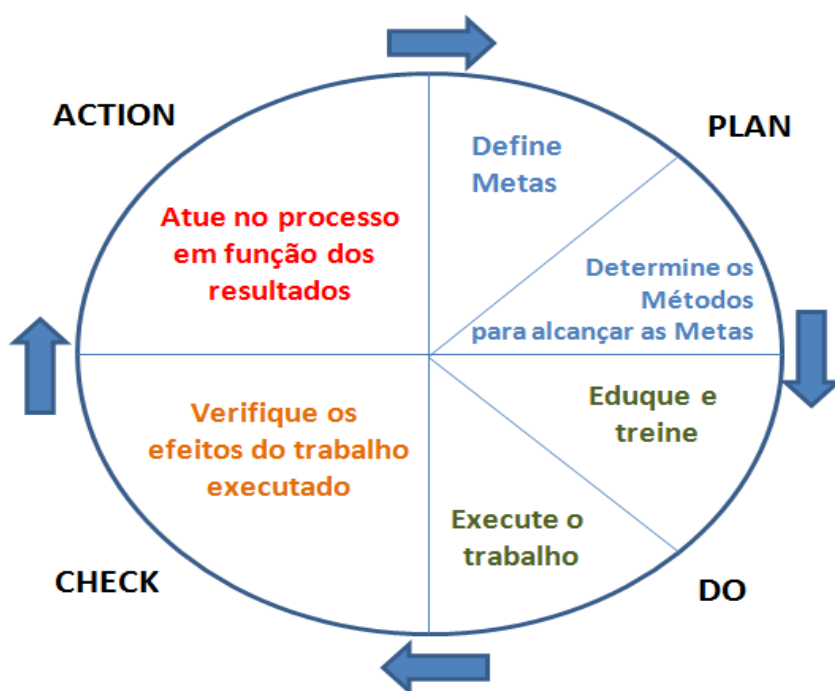 ACTION
PLAN
Define
Metas
Atue no processo
em função dos
resultados
Determine os
Métodos
para alcançar as Metas
Eduque e
treine
Verifique os
efeitos do trabalho
executado
Execute o
trabalho
CHECK
DO